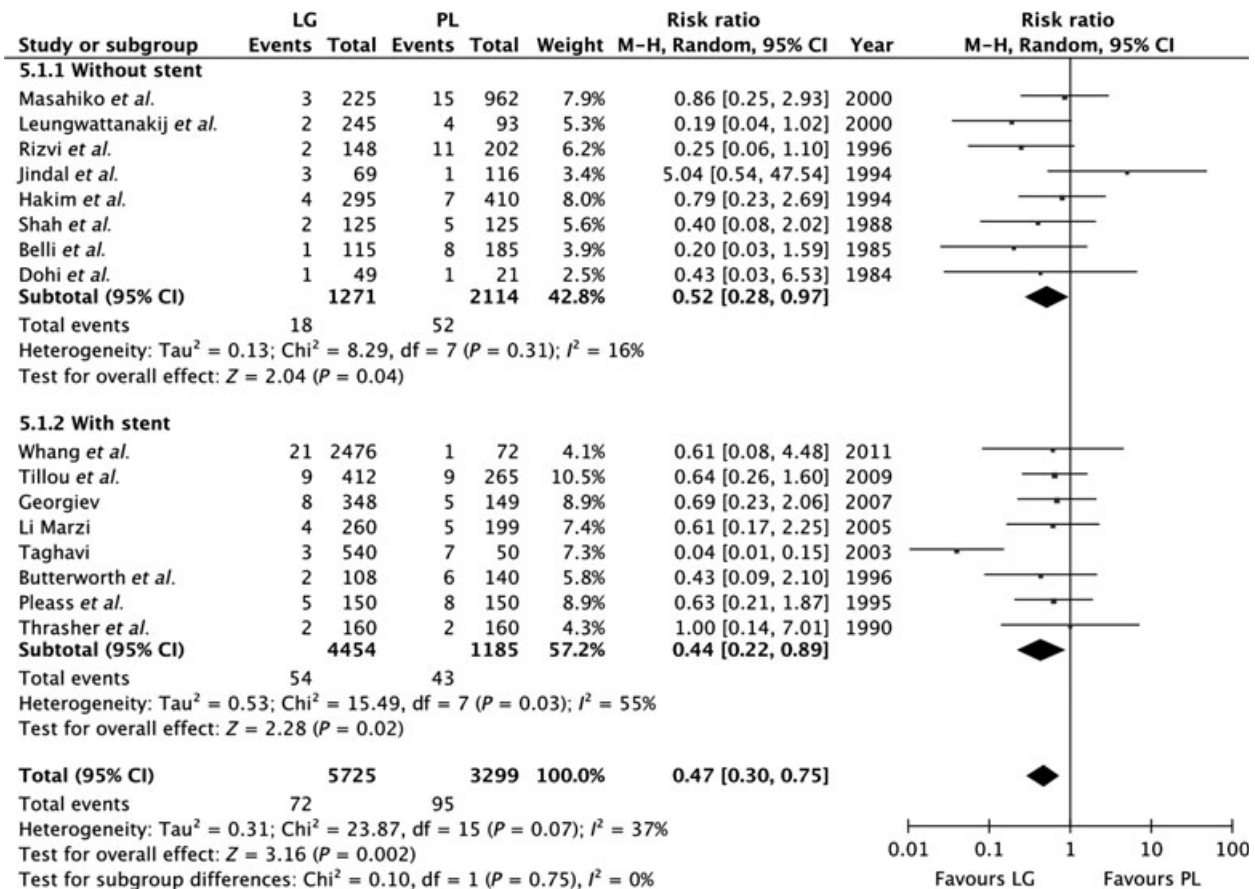 LG PL Risk ratio Risk ratio
Study or subgroup Events Total Events Total Weight M–H, Random, 95% CI Year M–H, Random, 95% CI
5.1.1 Without stent
Masahiko et al. 3 225 15 962 7.9% 0.86 [0.25, 2.93] 2000
Leungwattanakij et al. 2 245 4 93 5.3% 0.19 [0.04, 1.02] 2000
Rizvi et al. 2 148 11 202 6.2% 0.25 [0.06, 1.10] 1996
Jindal et al. 3 69 1 116 3.4% 5.04 [0.54, 47.54] 1994
Hakim et al. 4 295 7 410 8.0% 0.79 [0.23, 2.69] 1994
Shah et al. 2 125 5 125 5.6% 0.40 [0.08, 2.02] 1988
Belli et al. 1 115 8 185 3.9% 0.20 [0.03, 1.59] 1985
Dohi et al. 1 49 1 21 2.5% 0.43 [0.03, 6.53] 1984
Subtotal (95% CI) 1271 2114 42.8% 0.52 [0.28, 0.97]
Total events 18 52
Heterogeneity: Tau² = 0.13; Chi² = 8.29, df = 7 (P = 0.31); I² = 16%
Test for overall effect: Z = 2.04 (P = 0.04)
5.1.2 With stent
Whang et al. 21 2476 1 72 4.1% 0.61 [0.08, 4.48] 2011
Tillou et al. 9 412 9 265 10.5% 0.64 [0.26, 1.60] 2009
Georgiev 8 348 5 149 8.9% 0.69 [0.23, 2.06] 2007
Li Marzi 4 260 5 199 7.4% 0.61 [0.17, 2.25] 2005
Taghavi 3 540 7 50 7.3% 0.04 [0.01, 0.15] 2003
Butterworth et al. 2 108 6 140 5.8% 0.43 [0.09, 2.10] 1996
Pleass et al. 5 150 8 150 8.9% 0.63 [0.21, 1.87] 1995
Thrasher et al. 2 160 2 160 4.3% 1.00 [0.14, 7.01] 1990
Subtotal (95% CI) 4454 1185 57.2% 0.44 [0.22, 0.89]
Total events 54 43
Heterogeneity: Tau² = 0.53; Chi² = 15.49, df = 7 (P = 0.03); I² = 55%
Test for overall effect: Z = 2.28 (P = 0.02)
Total (95% CI) 5725 3299 100.0% 0.47 [0.30, 0.75]
Total events 72 95
Heterogeneity: Tau² = 0.31; Chi² = 23.87, df = 15 (P = 0.07); I² = 37%
Test for overall effect: Z = 3.16 (P = 0.002)
Test for subgroup differences: Chi² = 0.10, df = 1 (P = 0.75), I² = 0%
0.01 0.1 1 10 100
Favours LG Favours PL